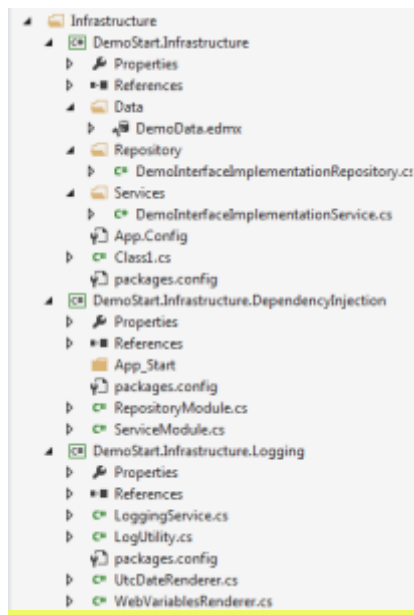 Infrastructure
C# DemoStart.Infrastructure
Properties
References
Data
DemoData.edmx
Repository
C# DemoInterfaceImplementationRepository.cs
Services
C# DemoInterfaceImplementationService.cs
App.Config
C# Class1.cs
packages.config
C# DemoStart.Infrastructure.DependencyInjection
Properties
References
App_Start
packages.config
C# RepositoryModule.cs
C# ServiceModule.cs
C# DemoStart.Infrastructure.Logging
Properties
References
C# LoggingService.cs
C# LogUtility.cs
packages.config
C# UtcDateRenderer.cs
C# WebVariablesRenderer.cs